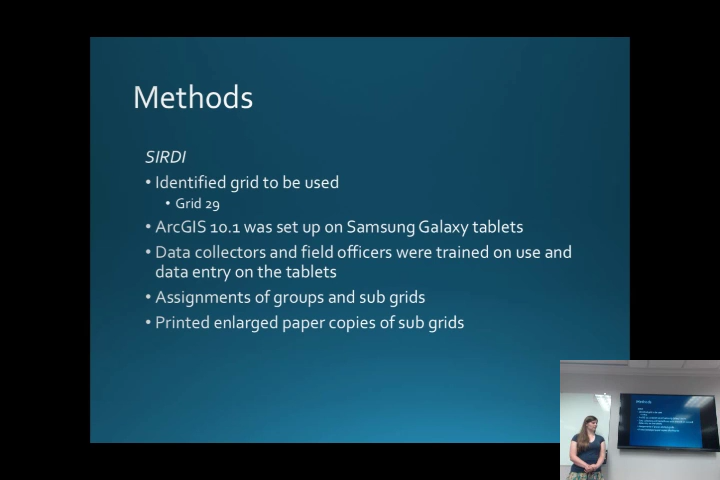 Methods
SIRDI
• Identified grid to be used
• Grid 29
• ArcGIS 10.1 was set up on Samsung Galaxy tablets
• Data collectors and field officers were trained on use and
data entry on the tablets
• Assignments of groups and sub grids
• Printed enlarged paper copies of sub grids
Methods